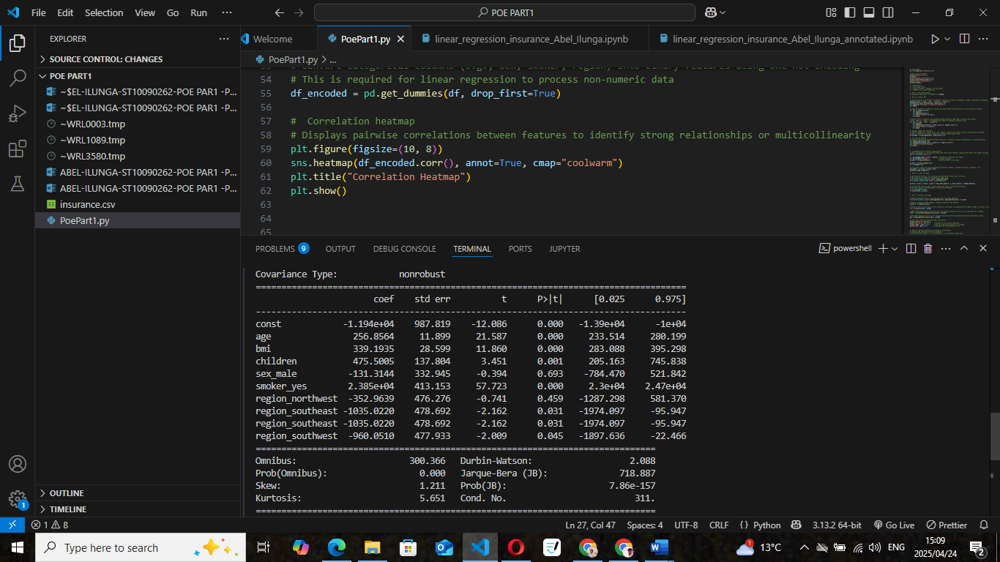 File Edit Selection View Go Run ··· POE PART1
EXPLORER ···
Welcome PoePart1.py linear_regression_insurance_Abel_Ilunga.ipynb linear_regression_insurance_Abel_Ilunga_annotated.ipynb ···
SOURCE CONTROL: CHANGES
POE PART1
~$EL-ILUNGA-ST10090262-POE PAR1 -P...
~$EL-ILUNGA-ST10090262-POE PAR1 -P...
~WRL0003.tmp
~WRL1089.tmp
~WRL3580.tmp
ABEL-ILUNGA-ST10090262-POE PAR1 -P...
ABEL-ILUNGA-ST10090262-POE PAR1 -P...
insurance.csv
PoePart1.py
OUTLINE
TIMELINE
PoePart1.py > ...
54 # This is required for linear regression to process non-numeric data
55 df_encoded = pd.get_dummies(df, drop_first=True)
56
57 #  Correlation heatmap
58 # Displays pairwise correlations between features to identify strong relationships or multicollinearity
59 plt.figure(figsize=(10, 8))
60 sns.heatmap(df_encoded.corr(), annot=True, cmap="coolwarm")
61 plt.title("Correlation Heatmap")
62 plt.show()
63
64
65
PROBLEMS 9 OUTPUT DEBUG CONSOLE TERMINAL PORTS JUPYTER powershell ···
Covariance Type: nonrobust
==============================================================================
coef std err t P>|t| [0.025 0.975]
------------------------------------------------------------------------------
const -1.194e+04 987.819 -12.086 0.000 -1.39e+04 -1e+04
age 256.8564 11.899 21.587 0.000 233.514 280.199
bmi 339.1935 28.599 11.860 0.000 283.088 395.298
children 475.5005 137.804 3.451 0.001 205.163 745.838
sex_male -131.3144 332.945 -0.394 0.693 -784.470 521.842
smoker_yes 2.385e+04 413.153 57.723 0.000 2.3e+04 2.47e+04
region_northwest -352.9639 476.276 -0.741 0.459 -1287.298 581.370
region_southeast -1035.0220 478.692 -2.162 0.031 -1974.097 -95.947
region_southeast -1035.0220 478.692 -2.162 0.031 -1974.097 -95.947
region_southwest -960.0510 477.933 -2.009 0.045 -1897.636 -22.466
==============================================================================
Omnibus: 300.366 Durbin-Watson: 2.088
Prob(Omnibus): 0.000 Jarque-Bera (JB): 718.887
Skew: 1.211 Prob(JB): 7.86e-157
Kurtosis: 5.651 Cond. No. 311.
==============================================================================
1
1 8 Ln 27, Col 47 Spaces: 4 UTF-8 CRLF {} Python 3.13.2 64-bit Go Live Prettier
Type here to search 1 13°C ENG 15:09
2025/04/24 2